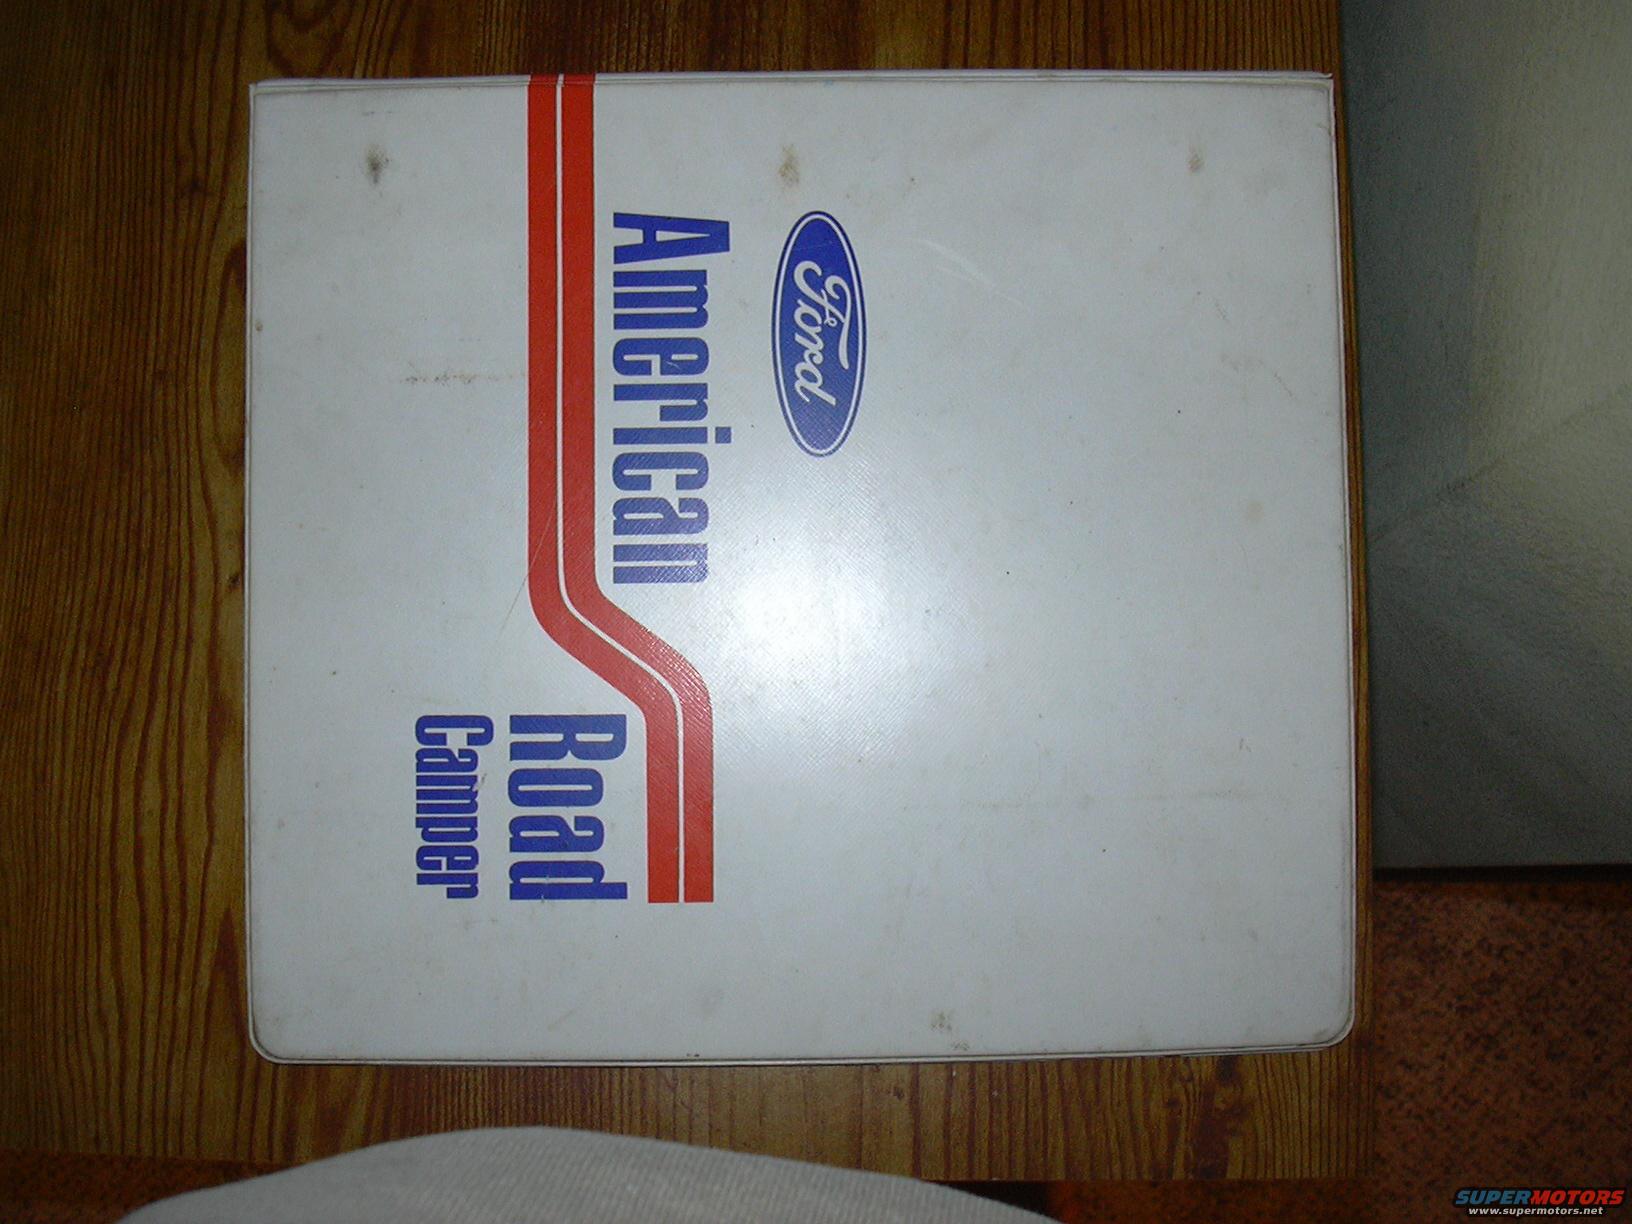 Ford
American
Road
Camper
SUPERMOTORS
www.supermotors.net